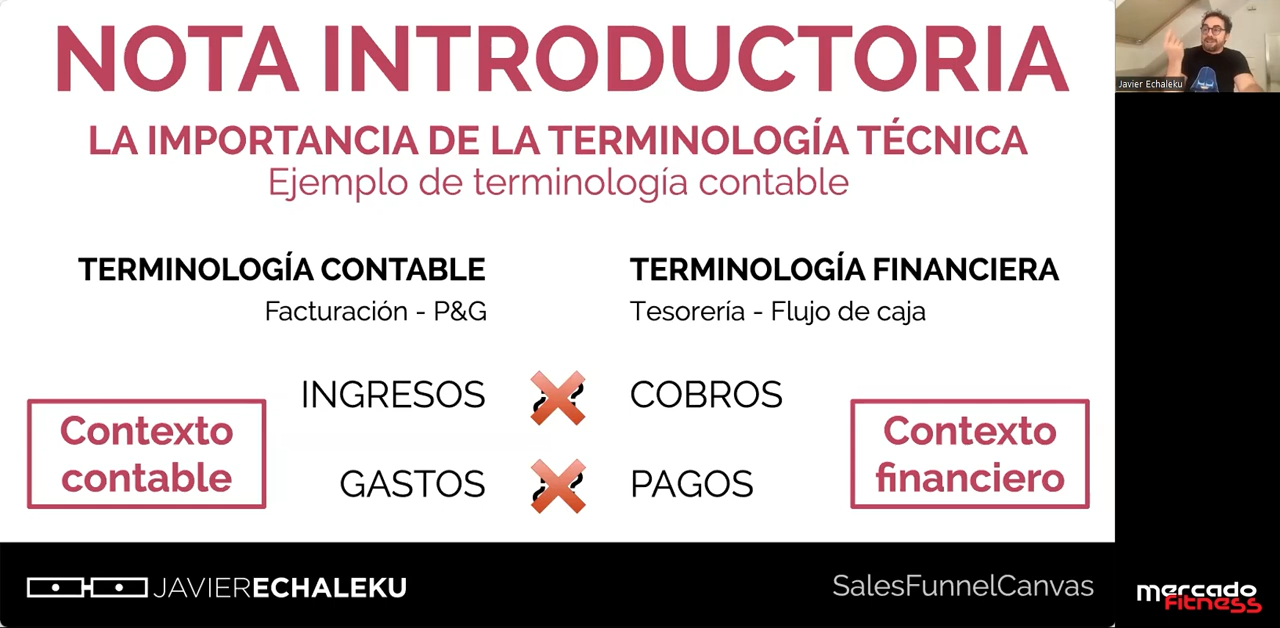 NOTA INTRODUCTORIA
LA IMPORTANCIA DE LA TERMINOLOGÍA TÉCNICA
Ejemplo de terminología contable
TERMINOLOGÍA CONTABLE
Facturación - P&G
TERMINOLOGÍA FINANCIERA
Tesorería - Flujo de caja
INGRESOS
COBROS
GASTOS
PAGOS
Contexto
contable
Contexto
financiero
JAVIERECHALEKU
SalesFunnelCanvas
Javier Echaleku
mercado
fitness